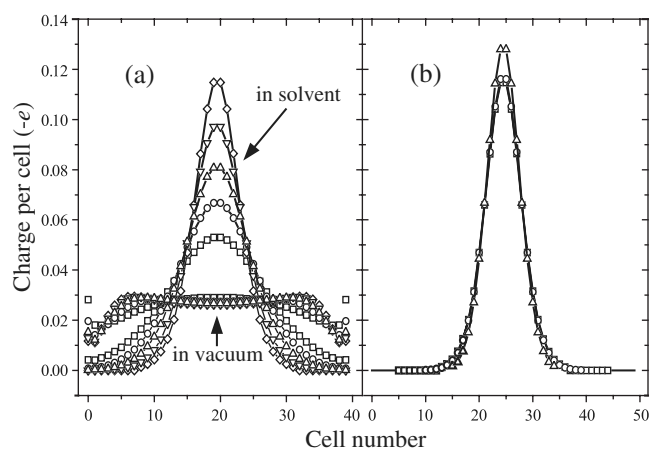 0.14
0.12
0.10
0.08
0.06
0.04
0.02
0.00
Charge per cell (-e)
(a)
in solvent
in vacuum
(b)
0 10 20 30 40
0 10 20 30 40 50
Cell number